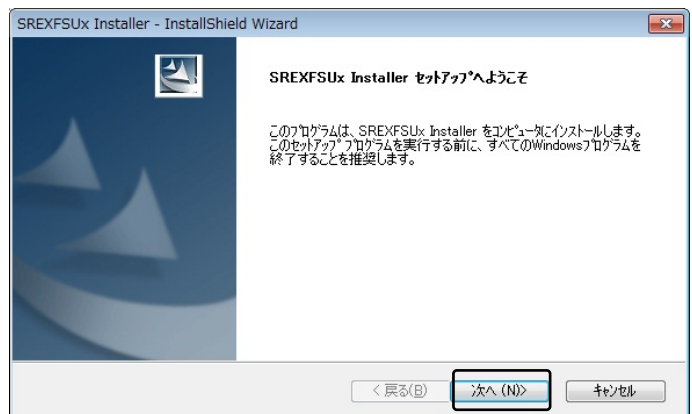 SREXFSUx Installer - InstallShield Wizard
SREXFSUx Installer ｾｯﾄｱｯﾌﾟへようこそ
このﾌﾟﾛｸﾞﾗﾑは、SREXFSUx Installer をｺﾝﾋﾟｭｰﾀにｲﾝｽﾄｰﾙします。
このｾｯﾄｱｯﾌﾟ ﾌﾟﾛｸﾞﾗﾑを実行する前に、すべてのWindowsﾌﾟﾛｸﾞﾗﾑを
終了することを推奨します。
< 戻る(B)
次へ (N)>
ｷｬﾝｾﾙ